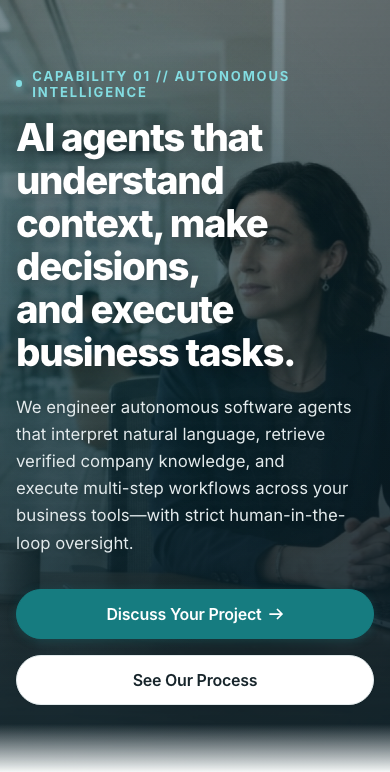 CAPABILITY 01 // AUTONOMOUS
INTELLIGENCE
AI agents that
understand
context, make
decisions,
and execute
business tasks.
We engineer autonomous software agents
that interpret natural language, retrieve
verified company knowledge, and
execute multi-step workflows across your
business tools—with strict human-in-the-
loop oversight.
Discuss Your Project →
See Our Process